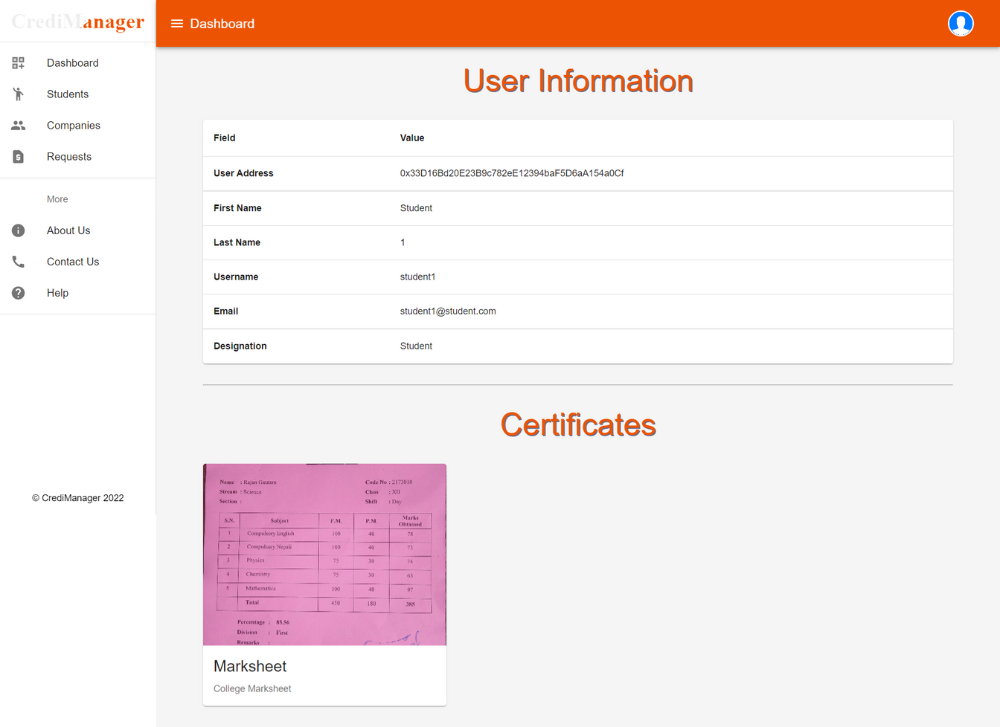 CrediManager
Dashboard
Dashboard
Students
Companies
Requests
More
About Us
Contact Us
Help
© CrediManager 2022
User Information
Field Value
User Address 0x33D16Bd20E23B9c782eE12394baF5D6aA154a0Cf
First Name Student
Last Name 1
Username student1
Email student1@student.com
Designation Student
Certificates
Name : Rajan Gautam Code No : 2173010
Stream : Science Class : XII
Section : Shift : Day
S.N. Subject F.M. P.M. Marks Obtained
1 Compulsory English 100 40 78
2 Compulsory Nepali 100 40 73
3 Physics 75 30 74
4 Chemistry 75 30 63
5 Mathematics 100 40 97
Total 450 180 385
Percentage : 85.56
Division : First
Remarks :
Marksheet
College Marksheet